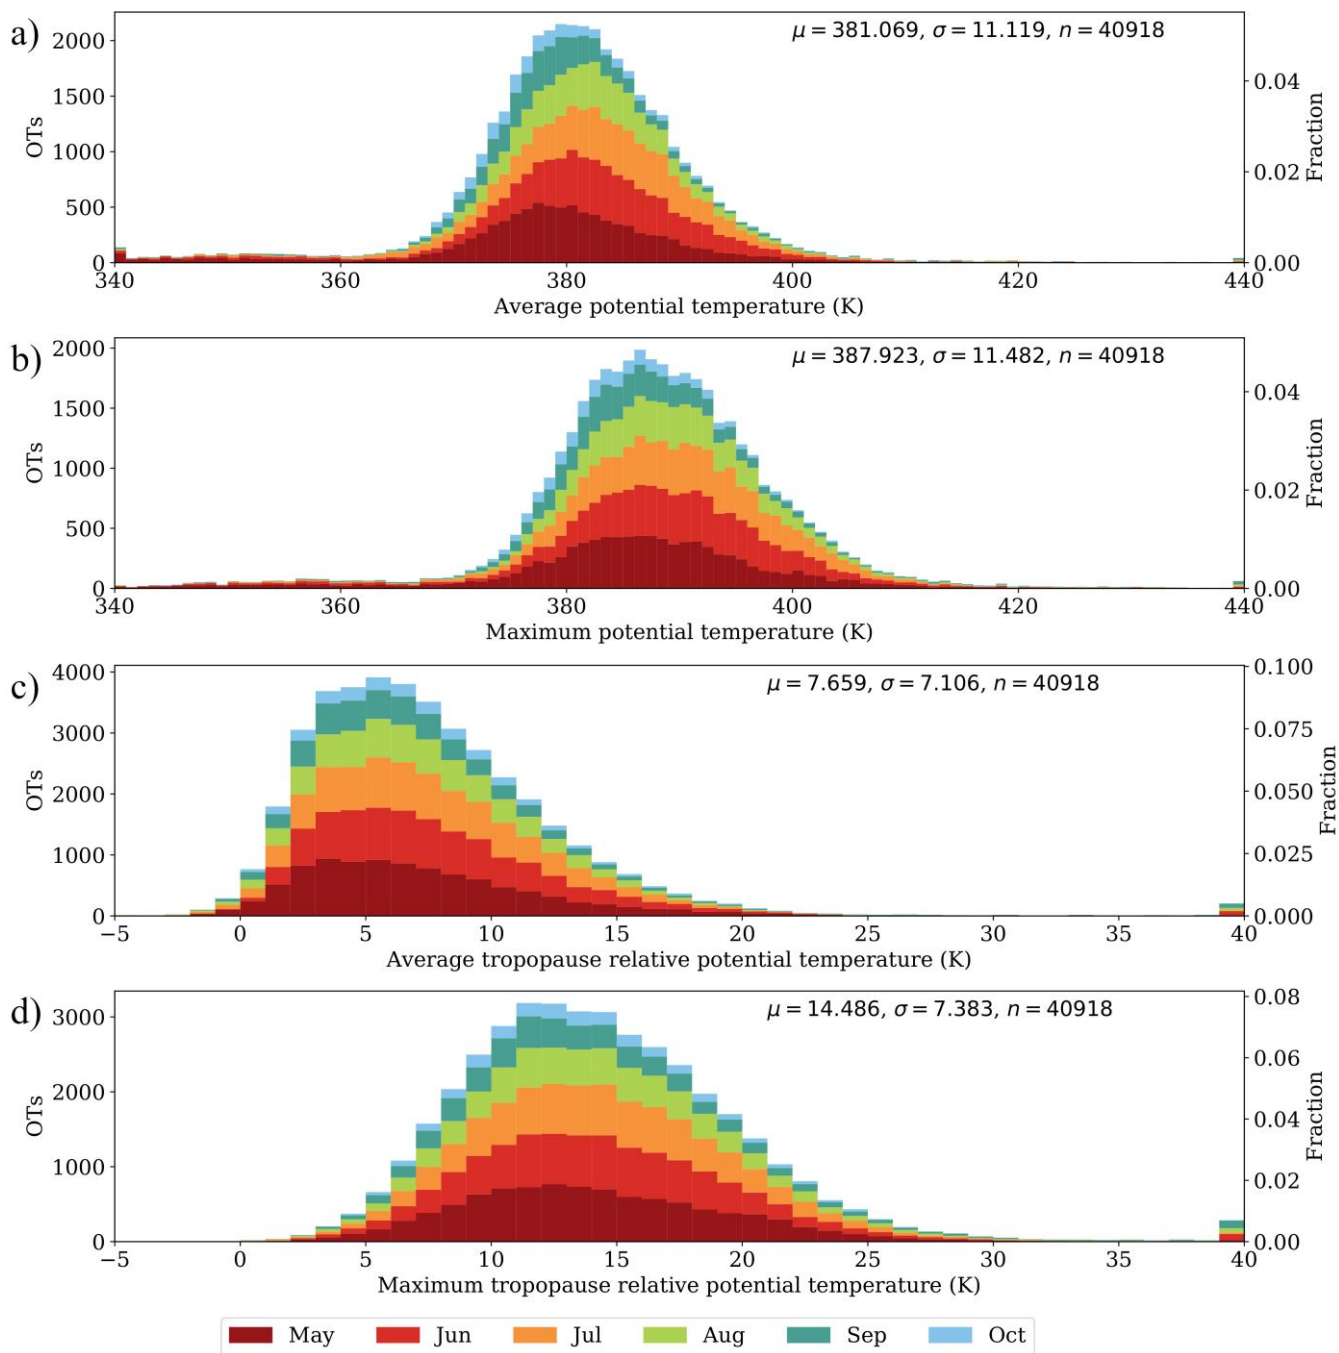 a)
μ = 381.069, σ = 11.119, n = 40918
2000
1500
1000
500
0
OTs
0.04
0.02
0.00
Fraction
340 360 380 400 420 440
Average potential temperature (K)
b)
μ = 387.923, σ = 11.482, n = 40918
2000
1500
1000
500
0
OTs
0.04
0.02
0.00
Fraction
340 360 380 400 420 440
Maximum potential temperature (K)
c)
μ = 7.659, σ = 7.106, n = 40918
4000
3000
2000
1000
0
OTs
0.100
0.075
0.050
0.025
0.000
Fraction
−5 0 5 10 15 20 25 30 35 40
Average tropopause relative potential temperature (K)
d)
μ = 14.486, σ = 7.383, n = 40918
3000
2000
1000
0
OTs
0.08
0.06
0.04
0.02
0.00
Fraction
−5 0 5 10 15 20 25 30 35 40
Maximum tropopause relative potential temperature (K)
May Jun Jul Aug Sep Oct